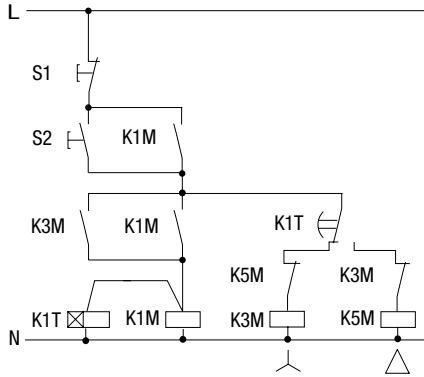 L
S1
S2 K1M
K3M K1M K1T
K5M K3M
K1T K1M K3M K5M
N